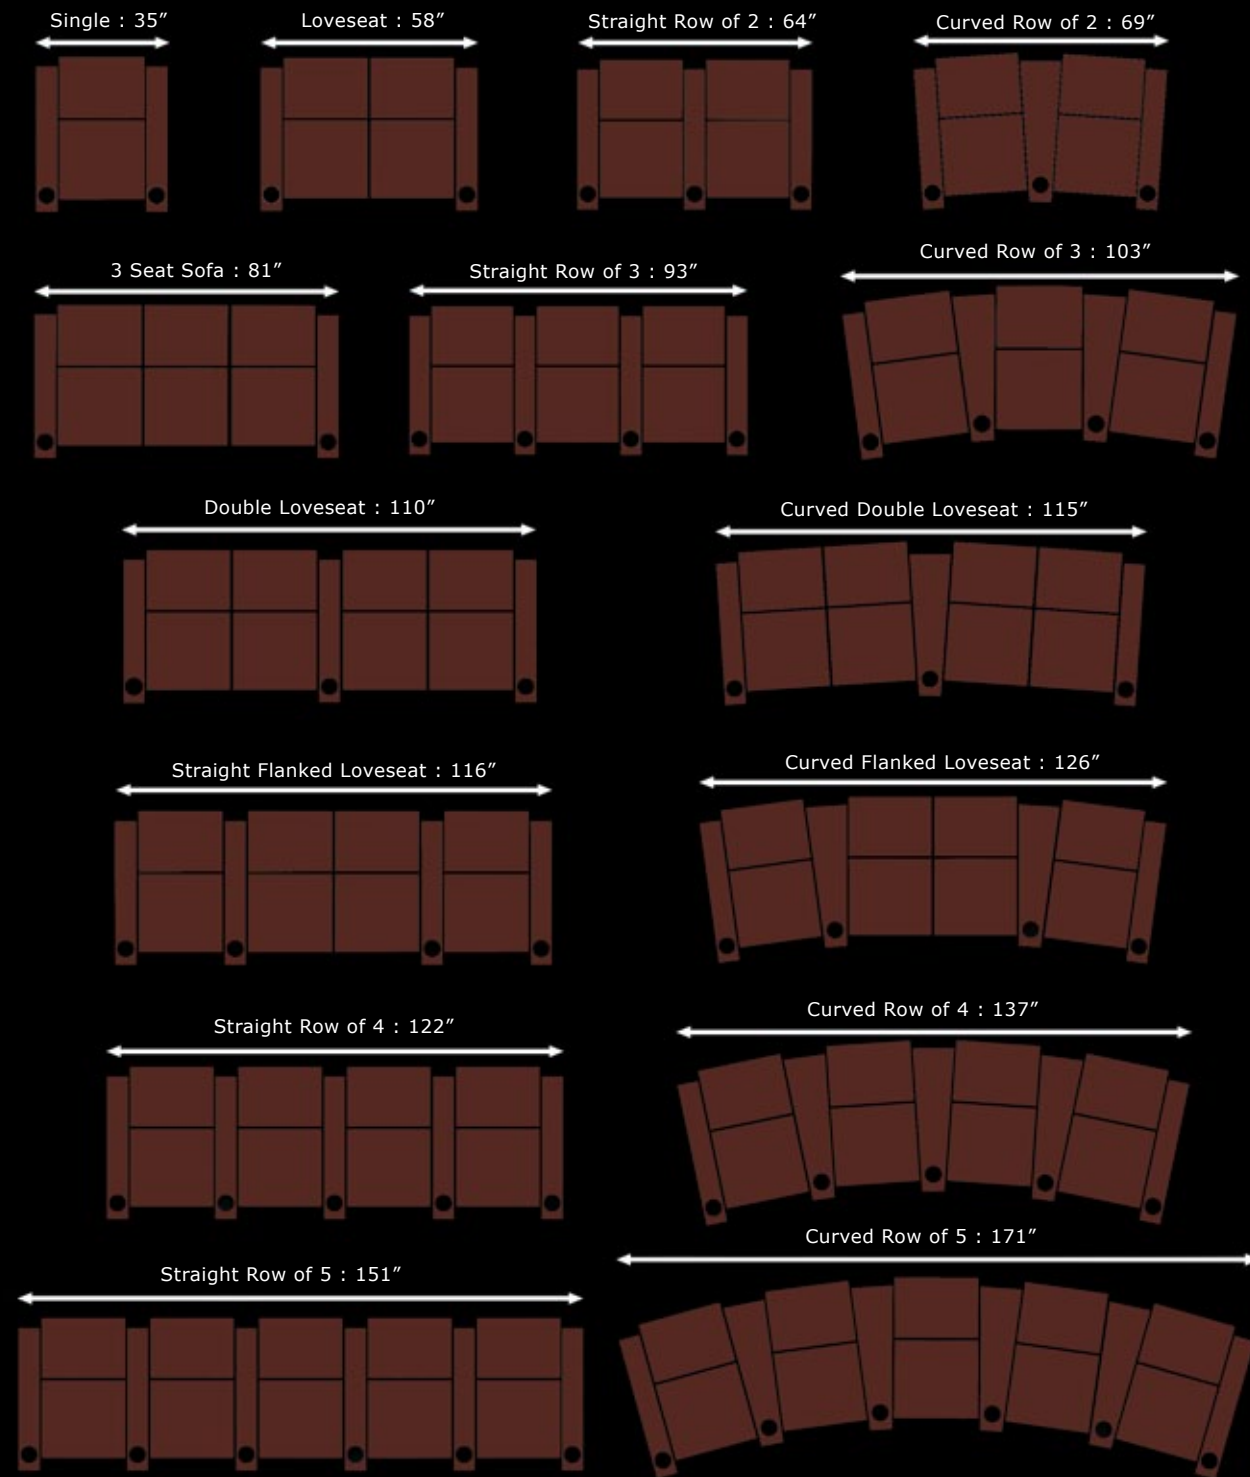 Single : 35″
Loveseat : 58″
Straight Row of 2 : 64″
Curved Row of 2 : 69″
3 Seat Sofa : 81″
Straight Row of 3 : 93″
Curved Row of 3 : 103″
Double Loveseat : 110″
Curved Double Loveseat : 115″
Straight Flanked Loveseat : 116″
Curved Flanked Loveseat : 126″
Straight Row of 4 : 122″
Curved Row of 4 : 137″
Straight Row of 5 : 151″
Curved Row of 5 : 171″